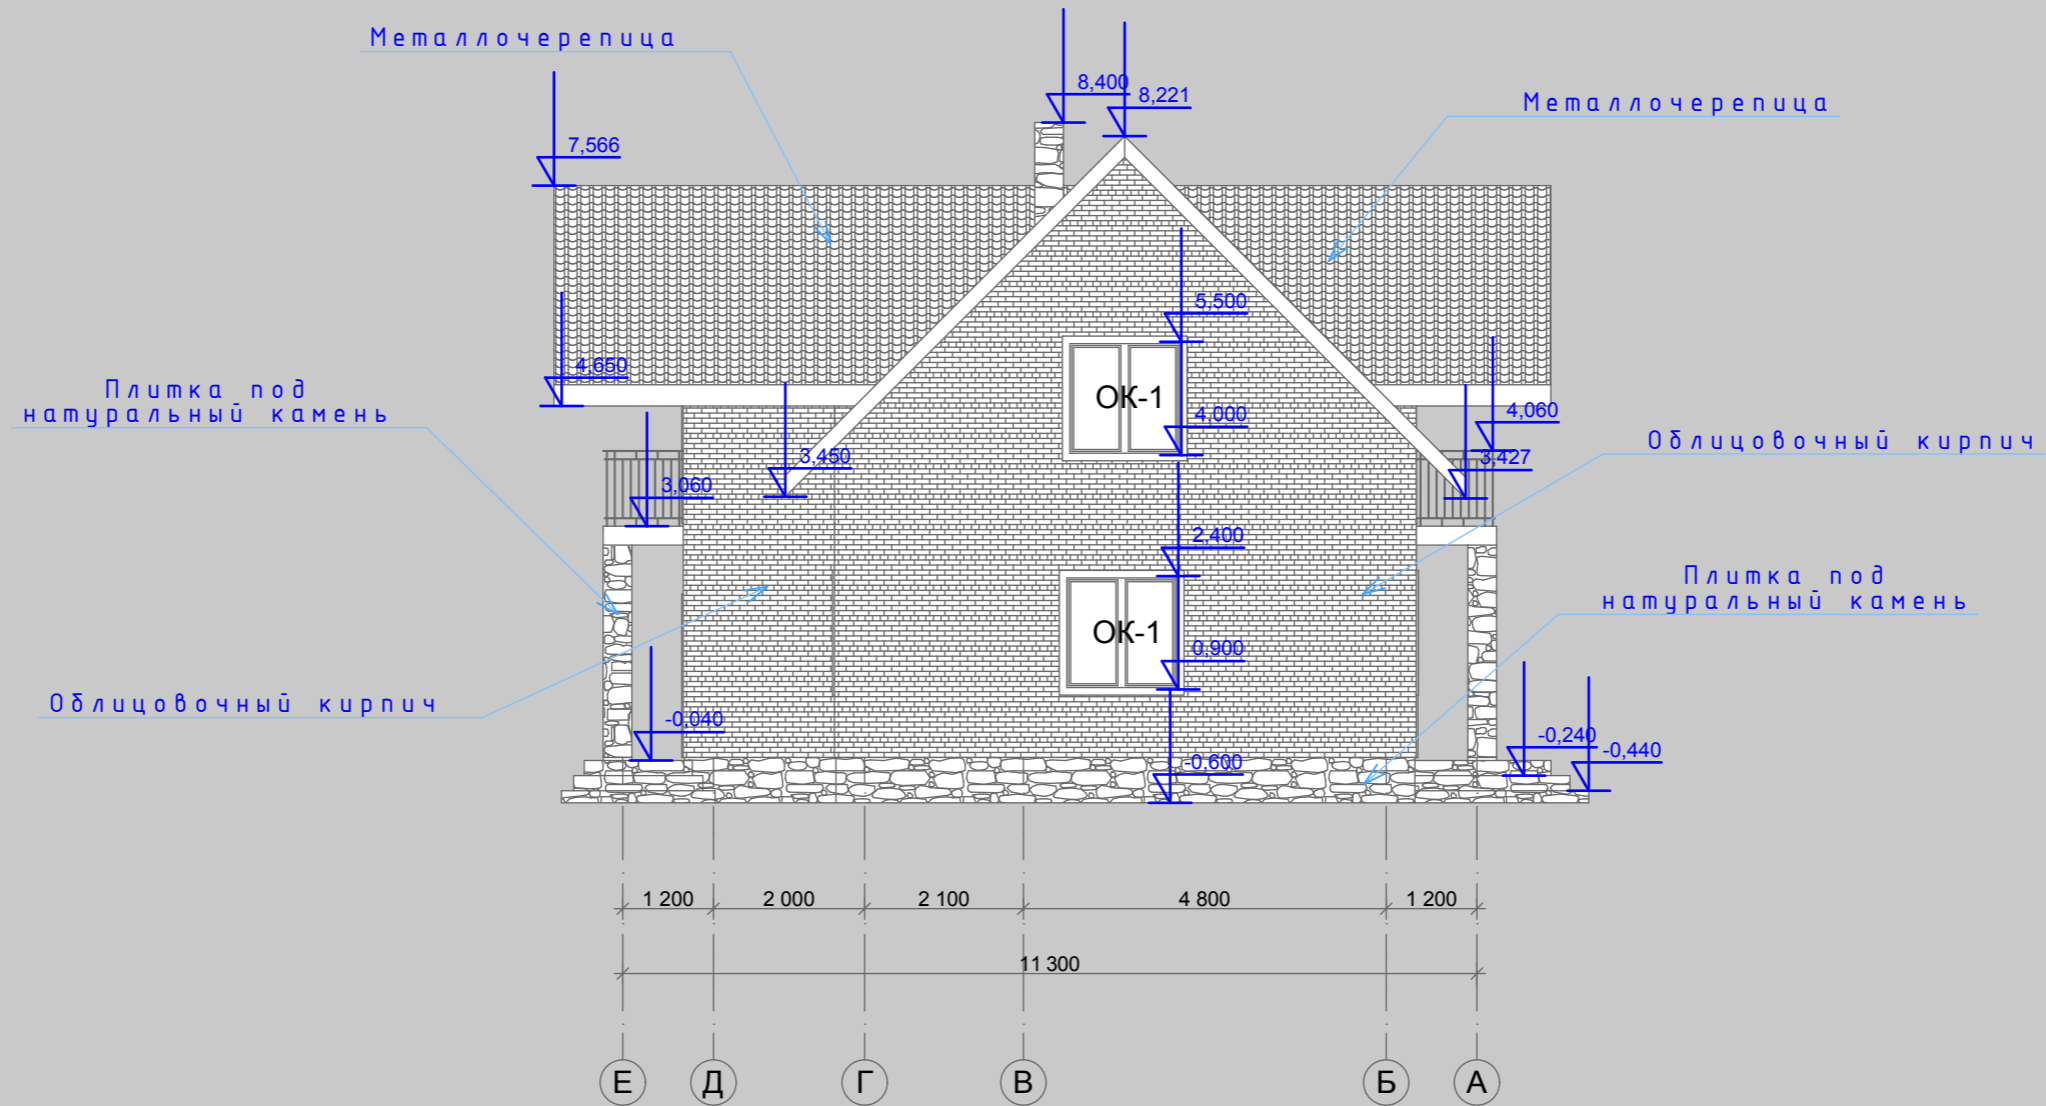 Металлочерепица
8,400
8,221
Металлочерепица
7,566
5,500
4,650
Плитка под
натуральный камень
ОК-1
4,000
4,060
Облицовочный кирпич
3,450
3,427
3,060
2,400
Плитка под
натуральный камень
ОК-1
0,900
Облицовочный кирпич
-0,040
-0,240
-0,440
-0,600
1 200
2 000
2 100
4 800
1 200
11 300
Е
Д
Г
В
Б
А